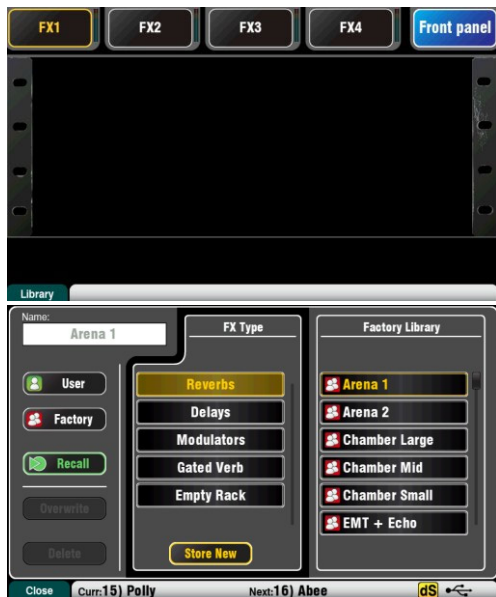 FX1 FX2 FX3 FX4 Front panel
Library
Name:
Arena 1
FX Type
Factory Library
User
Factory
Recall
Overwrite
Delete
Reverbs
Delays
Modulators
Gated Verb
Empty Rack
Store New
Arena 1
Arena 2
Chamber Large
Chamber Mid
Chamber Small
EMT + Echo
Close Curr:15) Polly Next:16) Abee dS